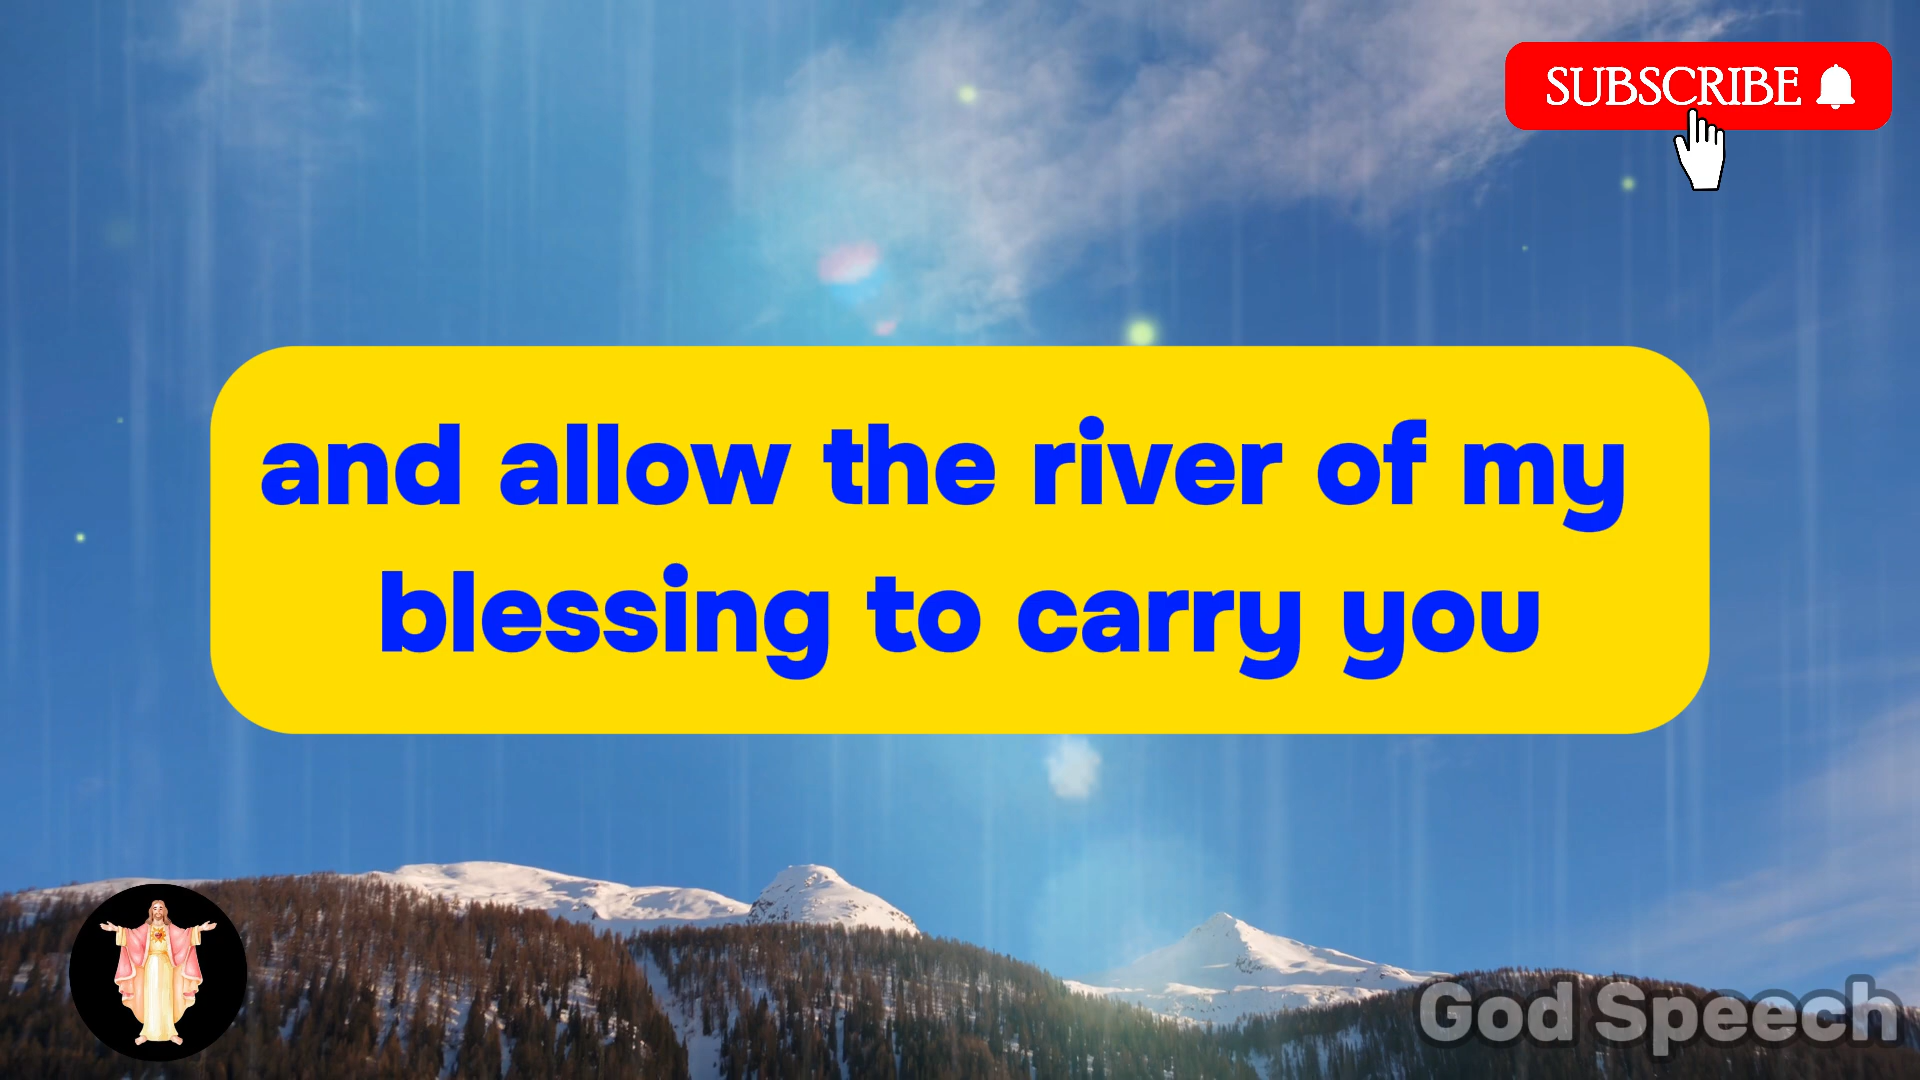 SUBSCRIBE
and allow the river of my
blessing to carry you
God Speech